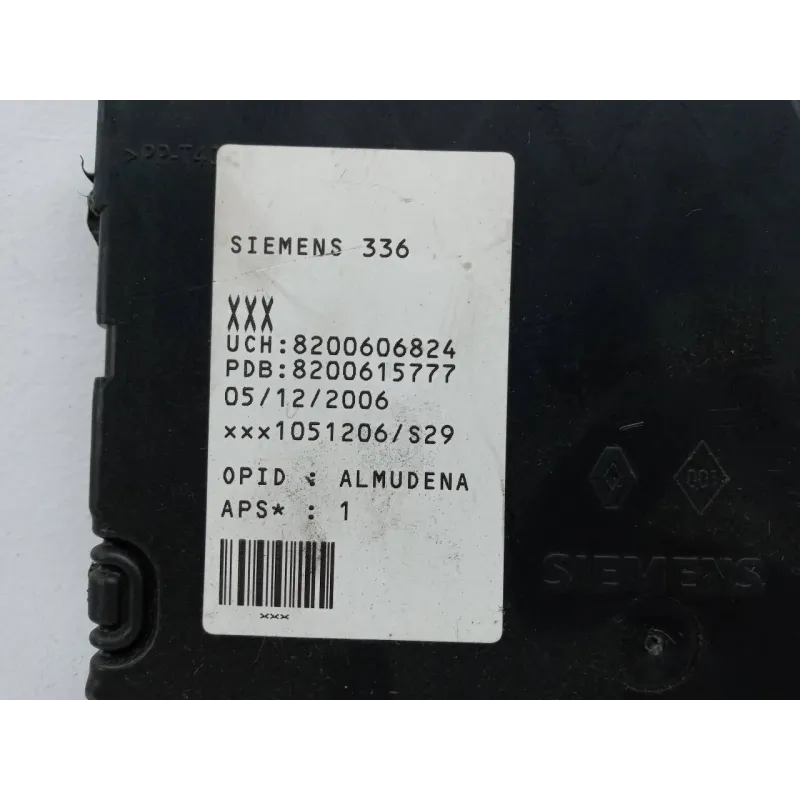 SIEMENS 336
XXX
UCH:8200606824
PDB:8200615777
05/12/2006
xxx1051206/S29
OPID : ALMUDENA
APS* : 1
xxx
SIEMENS